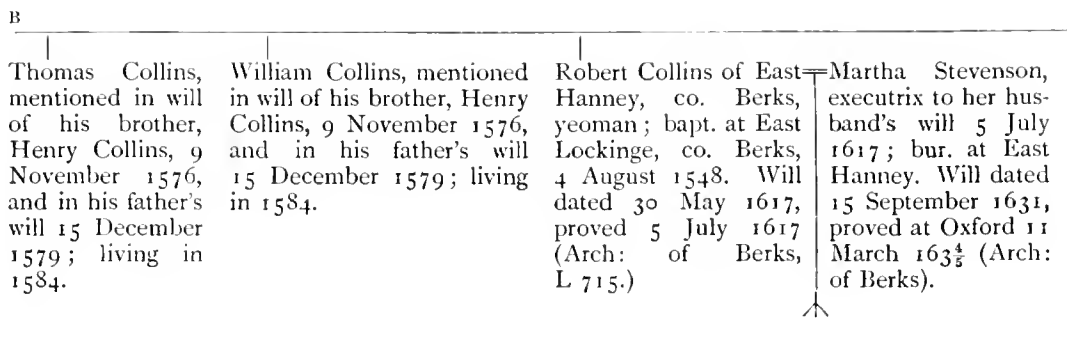 B
Thomas Collins,
mentioned in will
of his brother,
Henry Collins, 9
November 1576,
and in his father's
will 15 December
1579 ; living in
1584.
William Collins, mentioned
in will of his brother, Henry
Collins, 9 November 1576,
and in his father's will
15 December 1579 ; living
in 1584.
Robert Collins of East
Hanney, co. Berks,
yeoman ; bapt. at East
Lockinge, co. Berks,
4 August 1548. Will
dated 30 May 1617,
proved 5 July 1617
(Arch: of Berks,
L 715.)
Martha Stevenson,
executrix to her hus-
band's will 5 July
1617 ; bur. at East
Hanney. Will dated
15 September 1631,
proved at Oxford 11
March 163⅘ (Arch:
of Berks).